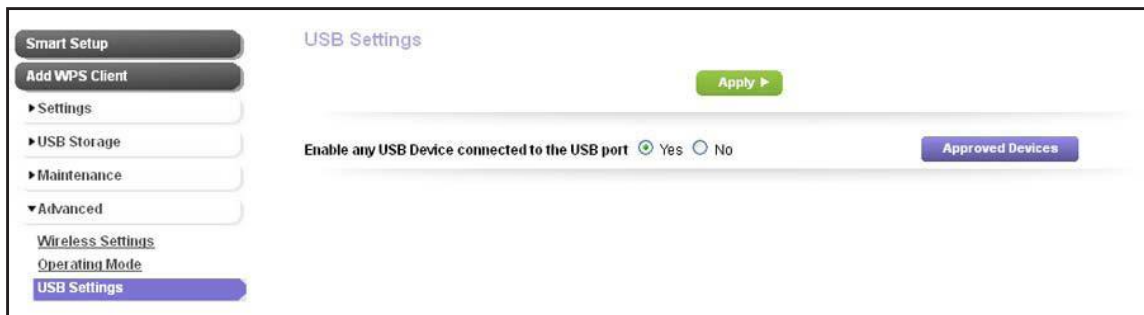 Smart Setup
Add WPS Client
Settings
USB Storage
Maintenance
Advanced
Wireless Settings
Operating Mode
USB Settings
USB Settings
Apply
Enable any USB Device connected to the USB port Yes No
Approved Devices